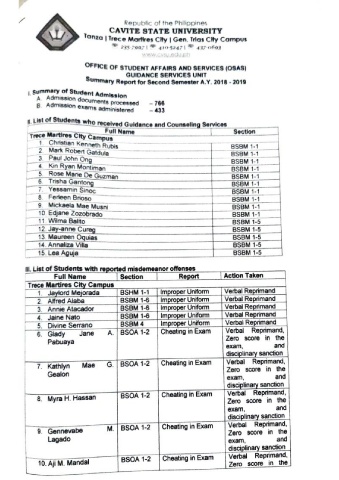 Republic of the Philippines
CAVITE STATE UNIVERSITY
Tanza | Trece Martires City | Gen. Trias City Campus
www.cvsu.edu.ph
OFFICE OF STUDENT AFFAIRS AND SERVICES (OSAS)
GUIDANCE SERVICES UNIT
Summary Report for Second Semester A.Y. 2018 - 2019
I. Summary of Student Admission
A. Admission documents processed – 766
B. Admission exams administered – 433
II. List of Students who received Guidance and Counseling Services
Full Name Section
Trece Martires City Campus
1. Christian Kenneth Rubis BSBM 1-1
2. Mark Robert Gatdula BSBM 1-1
3. Paul John Ong BSBM 1-1
4. Kin Ryan Montiman BSBM 1-1
5. Rose Marie De Guzman BSBM 1-1
6. Trisha Garitong BSBM 1-1
7. Yessamin Sinoc BSBM 1-1
8. Ferleen Brioso BSBM 1-1
9. Mickaela Mae Musni BSBM 1-1
10. Edjane Zozobrado BSBM 1-1
11. Wilma Belito BSBM 1-5
12. Jay-anne Cureg BSBM 1-5
13. Maureen Oquias BSBM 1-5
14. Annaliza Villa BSBM 1-5
15. Lea Aguja BSBM 1-5
III. List of Students with reported misdemeanor offenses
Full Name Section Report Action Taken
Trece Martires City Campus
1. Jaylord Mejorada BSHM 1-1 Improper Uniform Verbal Reprimand
2. Alfred Alaba BSBM 1-6 Improper Uniform Verbal Reprimand
3. Annie Atacador BSBM 1-6 Improper Uniform Verbal Reprimand
4. Jaine Nato BSBM 1-6 Improper Uniform Verbal Reprimand
5. Divine Serrano BSBM 4 Improper Uniform Verbal Reprimand
6. Glady Jane A. BSOA 1-2 Cheating in Exam Verbal Reprimand,
Pabuaya Zero score in the
exam, and
disciplinary sanction
7. Kathlyn Mae G. BSOA 1-2 Cheating in Exam Verbal Reprimand,
Gealon Zero score in the
exam, and
disciplinary sanction
8. Myra H. Hassan BSOA 1-2 Cheating in Exam Verbal Reprimand,
Zero score in the
exam, and
disciplinary sanction
9. Gennevabe M. BSOA 1-2 Cheating in Exam Verbal Reprimand,
Lagado Zero score in the
exam, and
disciplinary sanction
10. Aji M. Mandal BSOA 1-2 Cheating in Exam Verbal Reprimand,
Zero score in the